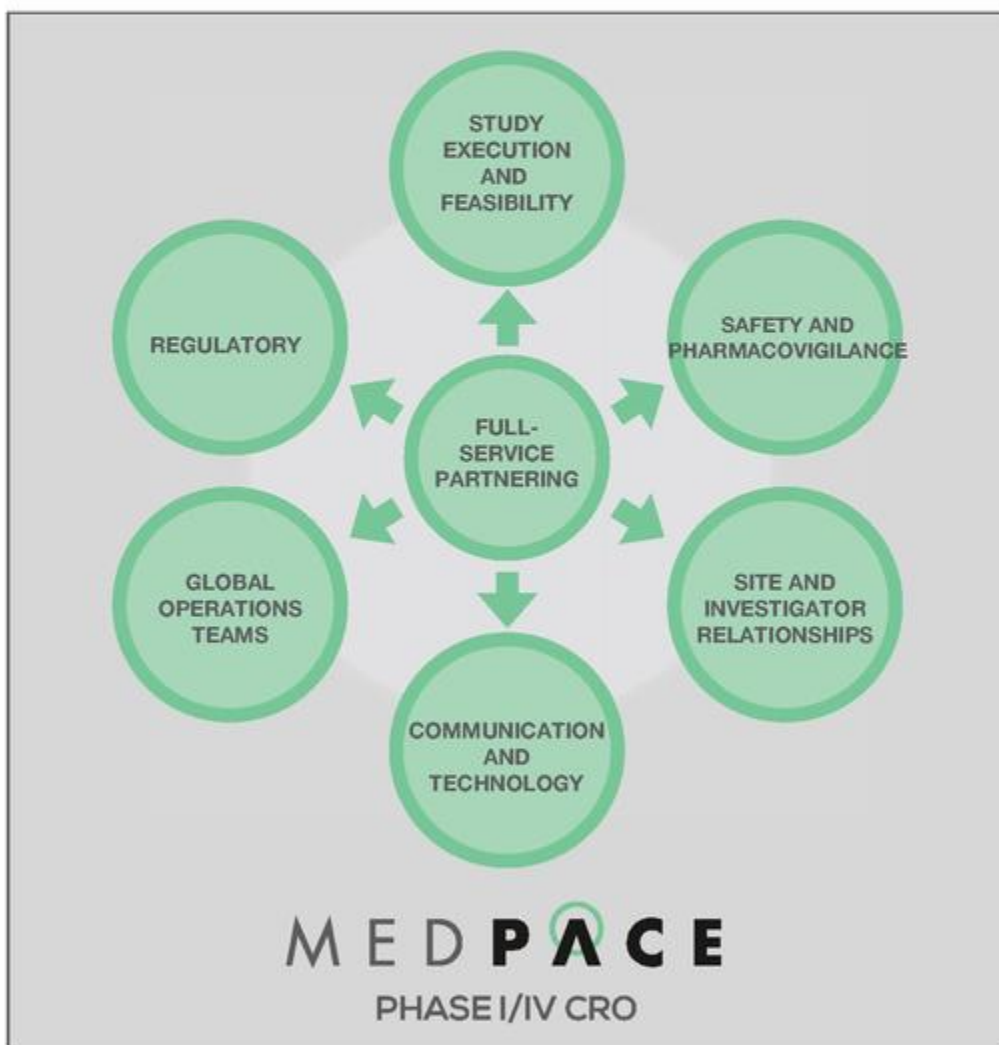 STUDY
EXECUTION
AND
FEASIBILITY
REGULATORY
SAFETY AND
PHARMACOVIGILANCE
FULL-
SERVICE
PARTNERING
GLOBAL
OPERATIONS
TEAMS
SITE AND
INVESTIGATOR
RELATIONSHIPS
COMMUNICATION
AND
TECHNOLOGY
MEDPACE
PHASE I/IV CRO